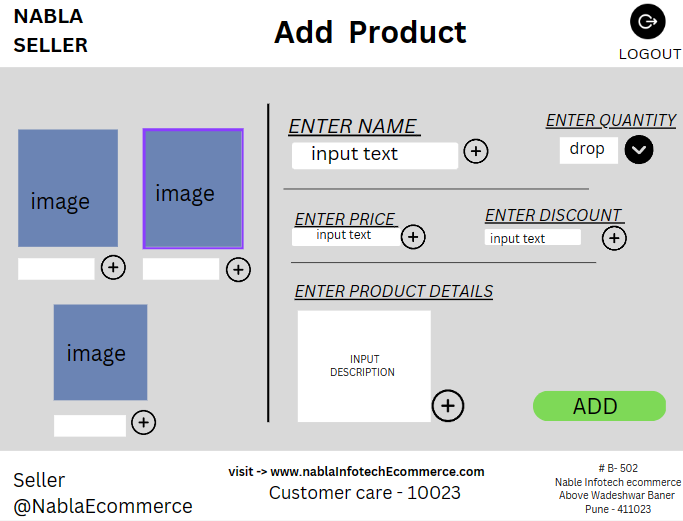 NABLA
SELLER
Add Product
LOGOUT
image
image
image
ENTER NAME
input text
ENTER QUANTITY
drop
ENTER PRICE
input text
ENTER DISCOUNT
input text
ENTER PRODUCT DETAILS
INPUT
DESCRIPTION
ADD
Seller
@NablaEcommerce
visit -> www.nablaInfotechEcommerce.com
Customer care - 10023
# B- 502
Nable Infotech ecommerce
Above Wadeshwar Baner
Pune - 411023